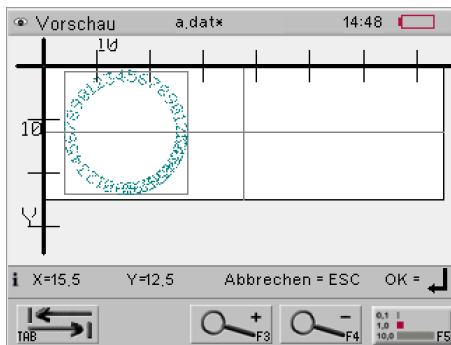 Vorschau a.dat* 14:48
10
10
Y
i X=15,5 Y=12,5 Abbrechen = ESC OK =
TAB + F3 - F4 0,1 1,0 10,0 F5